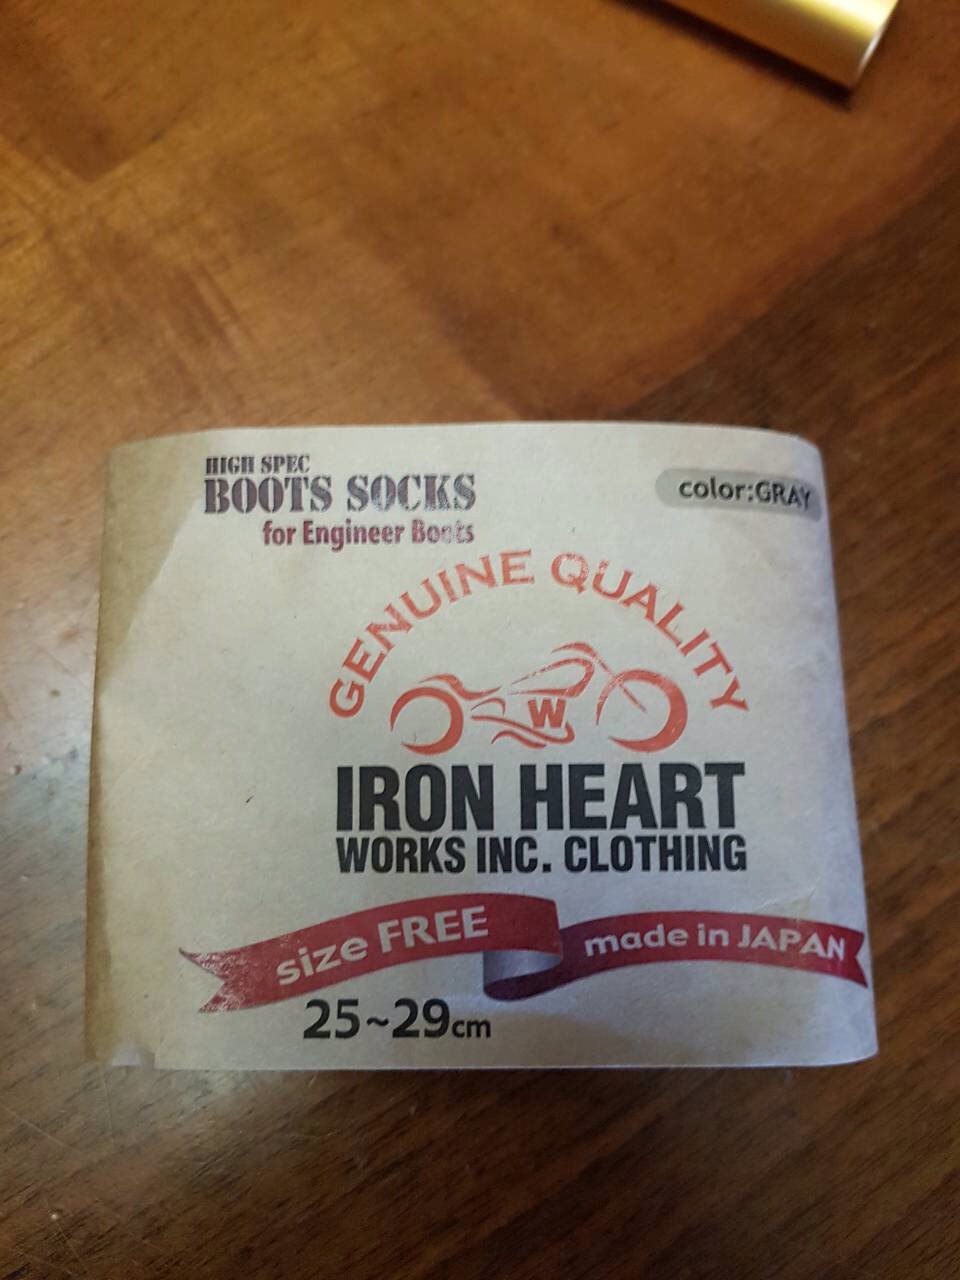 HIGH SPEC
BOOTS SOCKS
for Engineer Boots
color:GRAY
GENUINE QUALITY
W
IRON HEART
WORKS INC. CLOTHING
size FREE
made in JAPAN
25~29cm